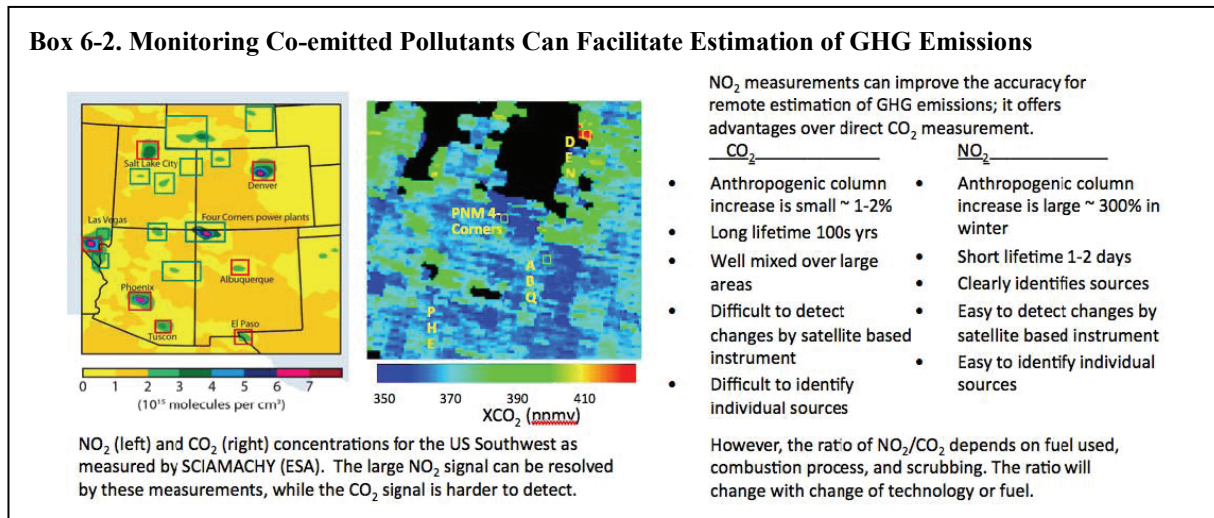 Box 6-2. Monitoring Co-emitted Pollutants Can Facilitate Estimation of GHG Emissions
Salt Lake City
Denver
Las Vegas
Four Corners power plants
Albuquerque
Phoenix
Tuscon
El Paso
0 1 2 3 4 5 6 7
(10¹⁵ molecules per cm³)
D
E
N
PNM 4-
Corners
A
B
Q
P
H
E
350 370 390 410
XCO₂ (ppmv)
NO₂ (left) and CO₂ (right) concentrations for the US Southwest as
measured by SCIAMACHY (ESA). The large NO₂ signal can be resolved
by these measurements, while the CO₂ signal is harder to detect.
NO₂ measurements can improve the accuracy for
remote estimation of GHG emissions; it offers
advantages over direct CO₂ measurement.
CO₂
• Anthropogenic column
increase is small ~ 1-2%
• Long lifetime 100s yrs
• Well mixed over large
areas
• Difficult to detect
changes by satellite based
instrument
• Difficult to identify
individual sources
NO₂
• Anthropogenic column
increase is large ~ 300% in
winter
• Short lifetime 1-2 days
• Clearly identifies sources
• Easy to detect changes by
satellite based instrument
• Easy to identify individual
sources
However, the ratio of NO₂/CO₂ depends on fuel used,
combustion process, and scrubbing. The ratio will
change with change of technology or fuel.